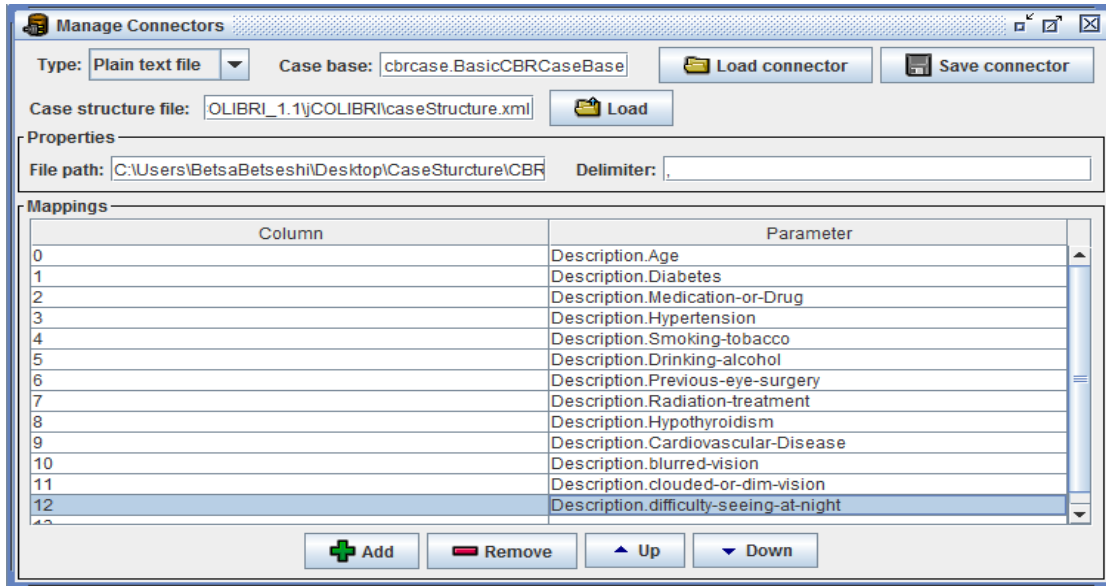 Manage Connectors
Type: Plain text file Case base: cbrcase.BasicCBRCaseBase Load connector Save connector
Case structure file: OLIBRI_1.1\jCOLIBRI\caseStructure.xml Load
Properties
File path: C:\Users\BetsaBetseshi\Desktop\CaseSturcture\CBR Delimiter: ,
Mappings
Column Parameter
0 Description.Age
1 Description.Diabetes
2 Description.Medication-or-Drug
3 Description.Hypertension
4 Description.Smoking-tobacco
5 Description.Drinking-alcohol
6 Description.Previous-eye-surgery
7 Description.Radiation-treatment
8 Description.Hypothyroidism
9 Description.Cardiovascular-Disease
10 Description.blurred-vision
11 Description.clouded-or-dim-vision
12 Description.difficulty-seeing-at-night
Add Remove Up Down